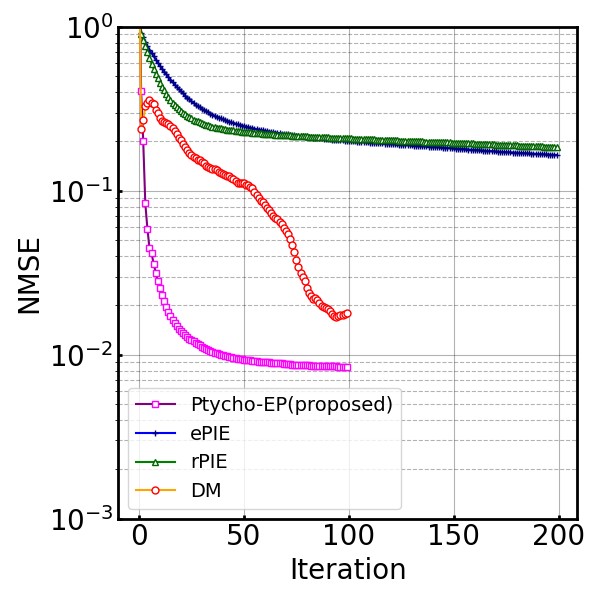 10^0
10^-1
10^-2
10^-3
NMSE
Ptycho-EP(proposed)
ePIE
rPIE
DM
0 50 100 150 200
Iteration